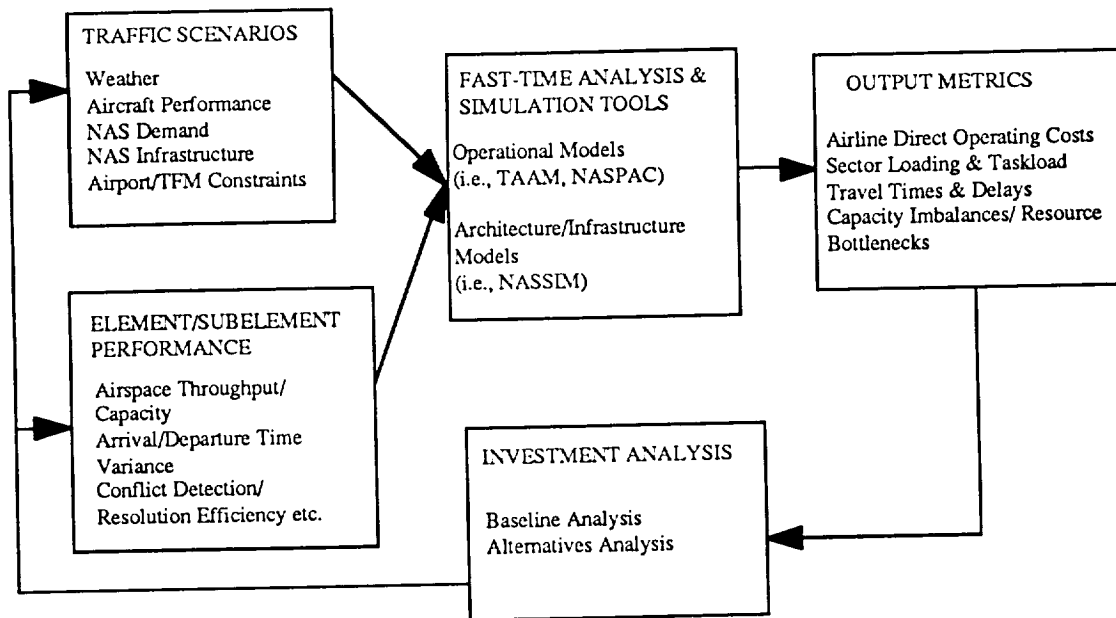 TRAFFIC SCENARIOS
Weather
Aircraft Performance
NAS Demand
NAS Infrastructure
Airport/TFM Constraints
ELEMENT/SUBELEMENT
PERFORMANCE
Airspace Throughput/
Capacity
Arrival/Departure Time
Variance
Conflict Detection/
Resolution Efficiency etc.
FAST-TIME ANALYSIS &
SIMULATION TOOLS
Operational Models
(i.e., TAAM, NASPAC)
Architecture/Infrastructure
Models
(i.e., NASSIM)
OUTPUT METRICS
Airline Direct Operating Costs
Sector Loading & Taskload
Travel Times & Delays
Capacity Imbalances/ Resource
Bottlenecks
INVESTMENT ANALYSIS
Baseline Analysis
Alternatives Analysis